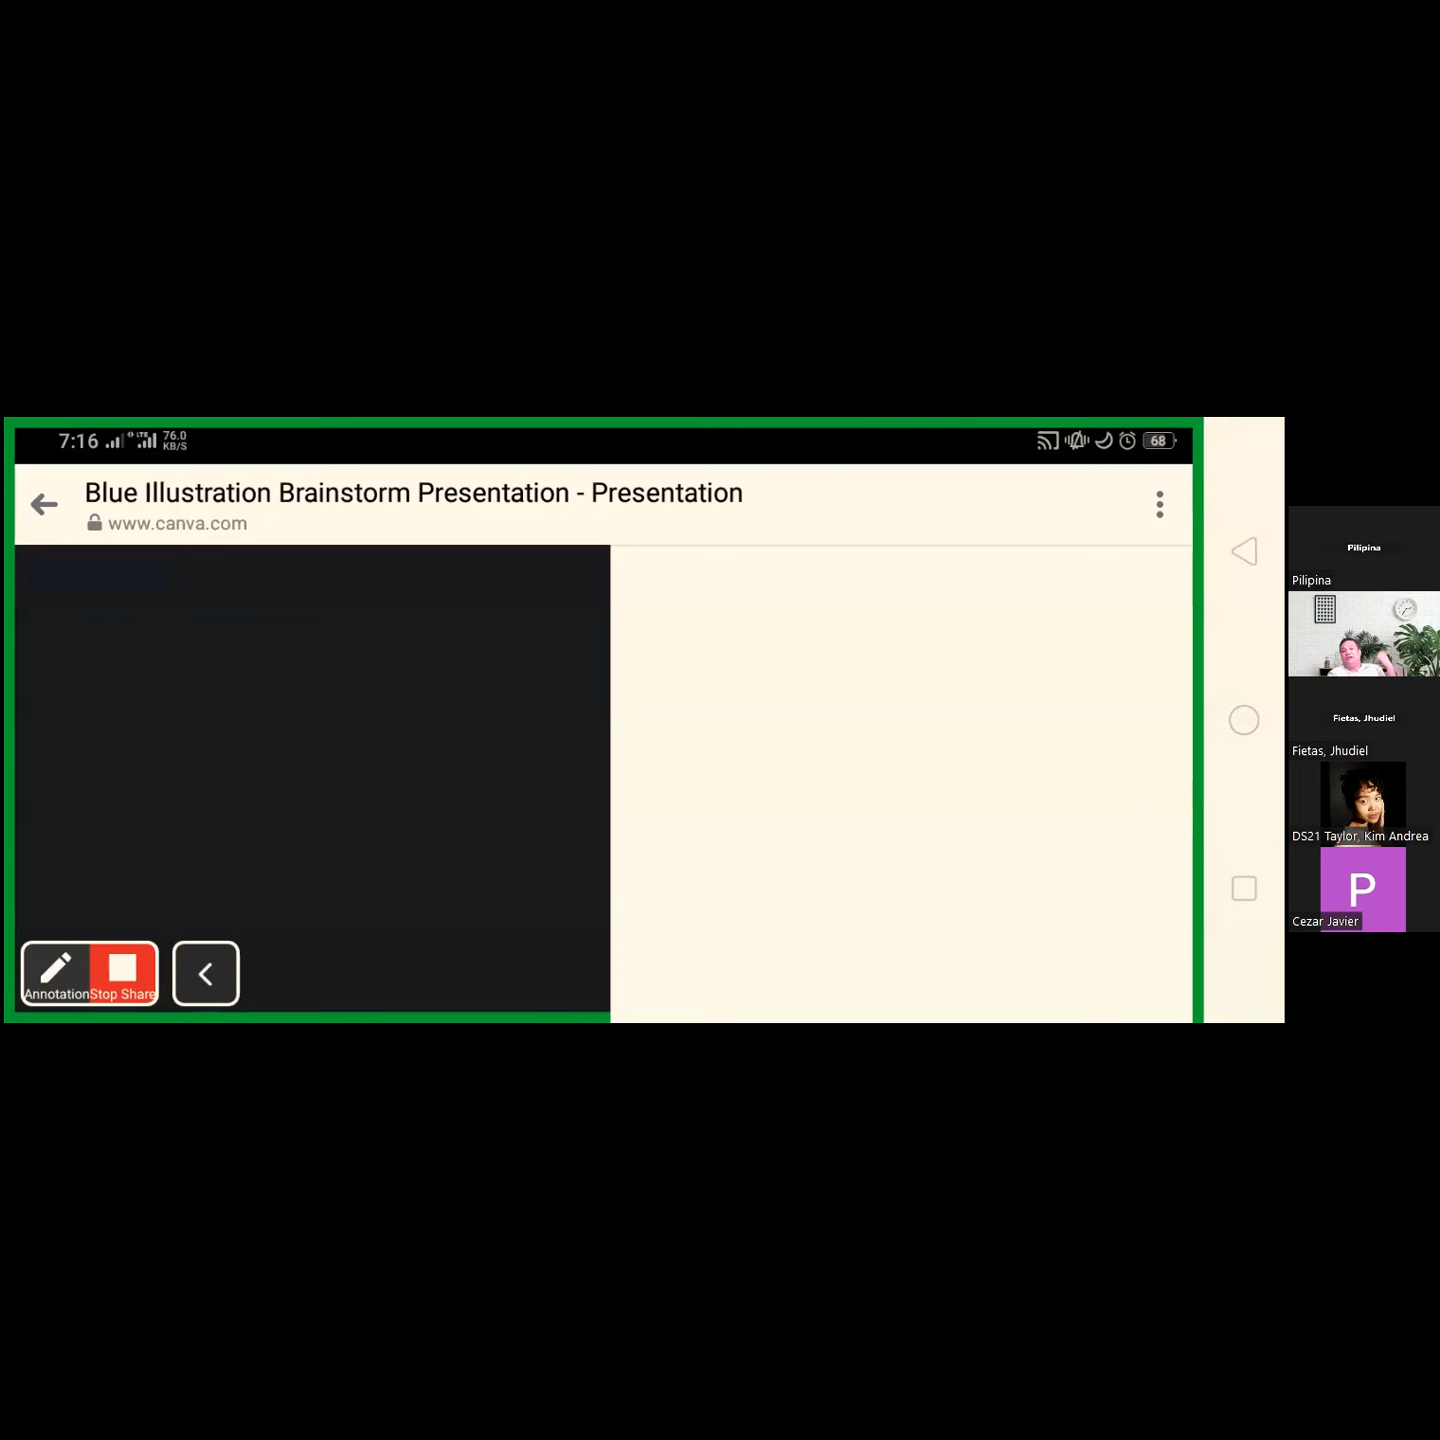 7:16
LTE
76.0
KB/S
68
Blue Illustration Brainstorm Presentation - Presentation
www.canva.com
Annotation
Stop Share
Pilipina
Pilipina
Fietas, Jhudiel
Fietas, Jhudiel
DS21 Taylor, Kim Andrea
P
Cezar Javier